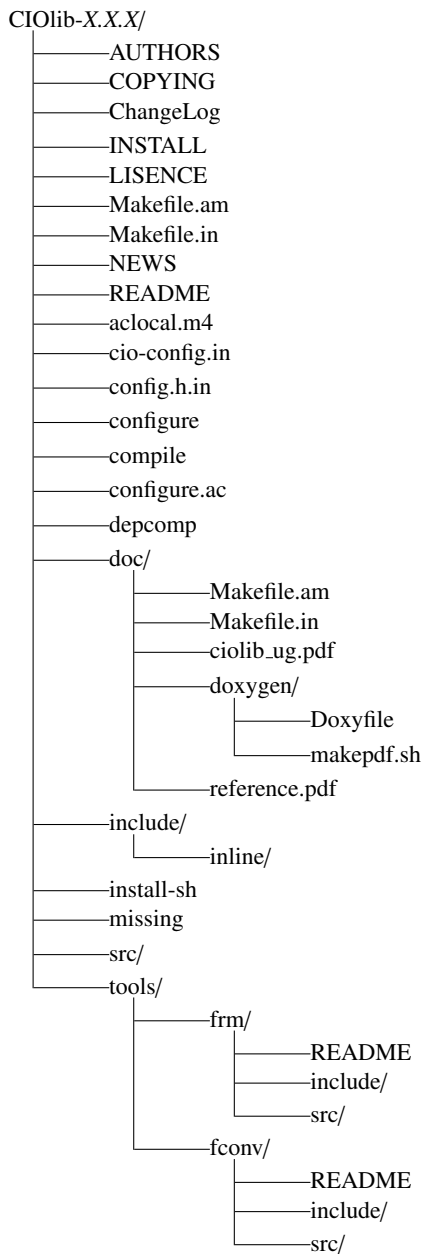 CIOlib-X.X.X/
AUTHORS
COPYING
ChangeLog
INSTALL
LISENCE
Makefile.am
Makefile.in
NEWS
README
aclocal.m4
cio-config.in
config.h.in
configure
compile
configure.ac
depcomp
doc/
Makefile.am
Makefile.in
ciolib_ug.pdf
doxygen/
Doxyfile
makepdf.sh
reference.pdf
include/
inline/
install-sh
missing
src/
tools/
frm/
README
include/
src/
fconv/
README
include/
src/